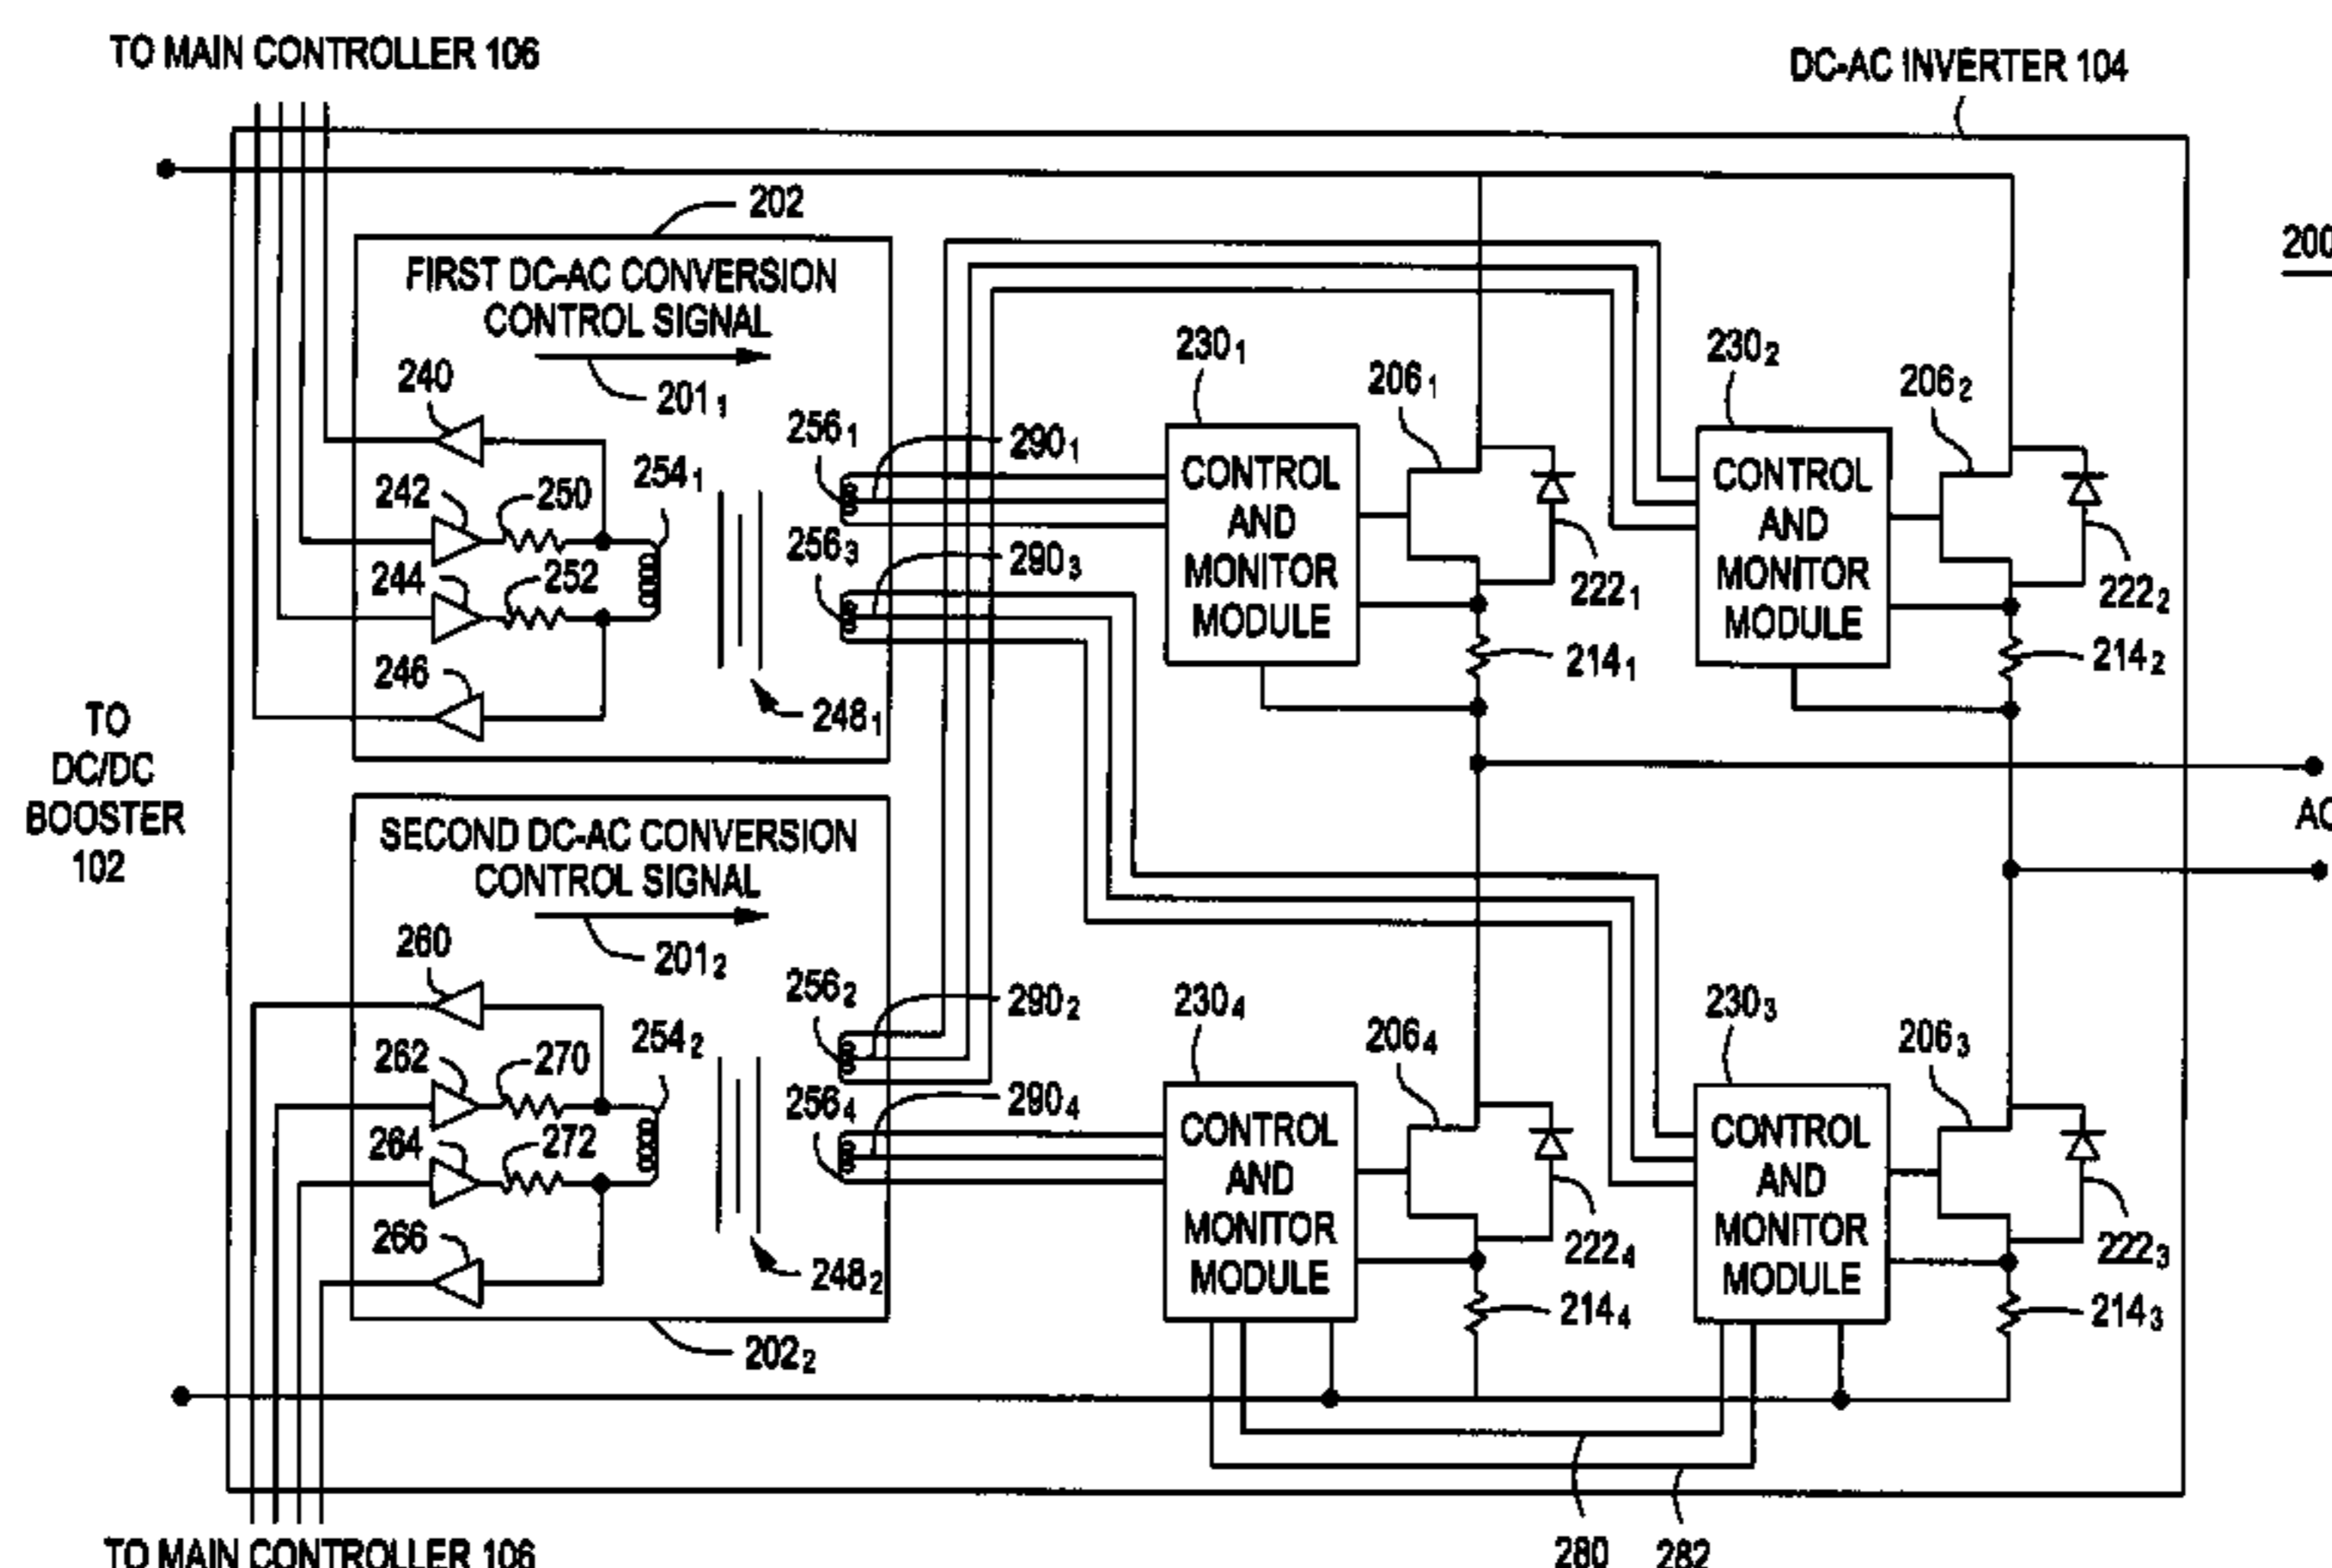 TO MAIN CONTROLLER 106
DC-AC INVERTER 104
202
200
FIRST DC-AC CONVERSION
CONTROL SIGNAL
201₁
240
242
250
254₁
244
252
246
248₁
256₁
290₁
256₃
290₃
230₁
CONTROL
AND
MONITOR
MODULE
206₁
222₁
214₁
230₂
CONTROL
AND
MONITOR
MODULE
206₂
222₂
214₂
TO
DC/DC
BOOSTER
102
AC
SECOND DC-AC CONVERSION
CONTROL SIGNAL
201₂
260
262
270
254₂
264
272
266
248₂
202₂
256₂
290₂
256₄
290₄
230₄
CONTROL
AND
MONITOR
MODULE
206₄
222₄
214₄
230₃
CONTROL
AND
MONITOR
MODULE
206₃
222₃
214₃
280
282
TO MAIN CONTROLLER 106